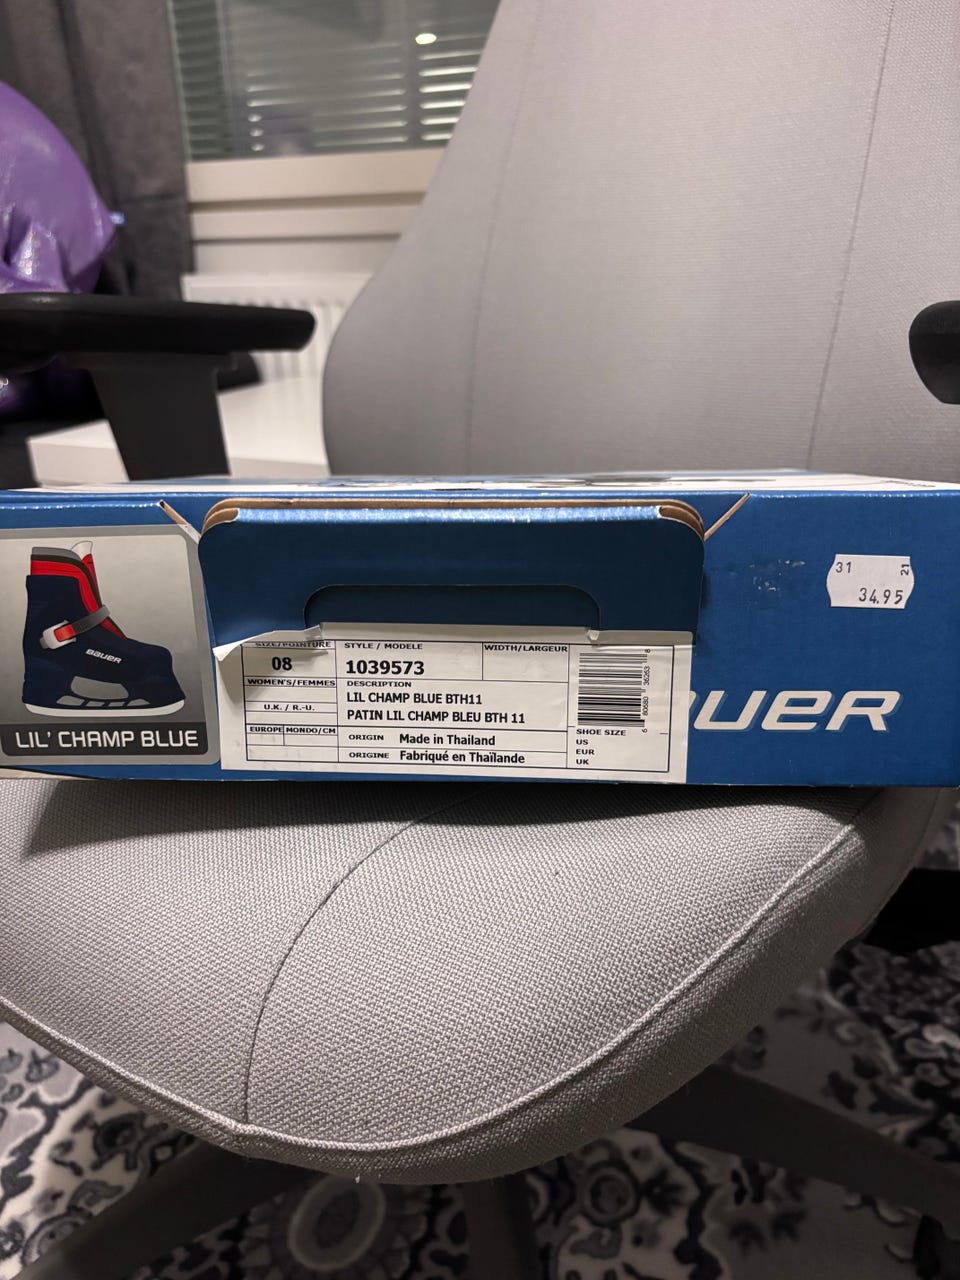 31 21
34.95
BAUER
LIL' CHAMP BLUE
SIZE/POINTURE
08
WOMEN'S/FEMMES
U.K. / R.-U.
EUROPE MONDO/CM
STYLE / MODELE
1039573
DESCRIPTION
LIL CHAMP BLUE BTH11
PATIN LIL CHAMP BLEU BTH 11
ORIGIN Made in Thailand
ORIGINE Fabriqué en Thaïlande
WIDTH/LARGEUR
SHOE SIZE
US
EUR
UK
UER